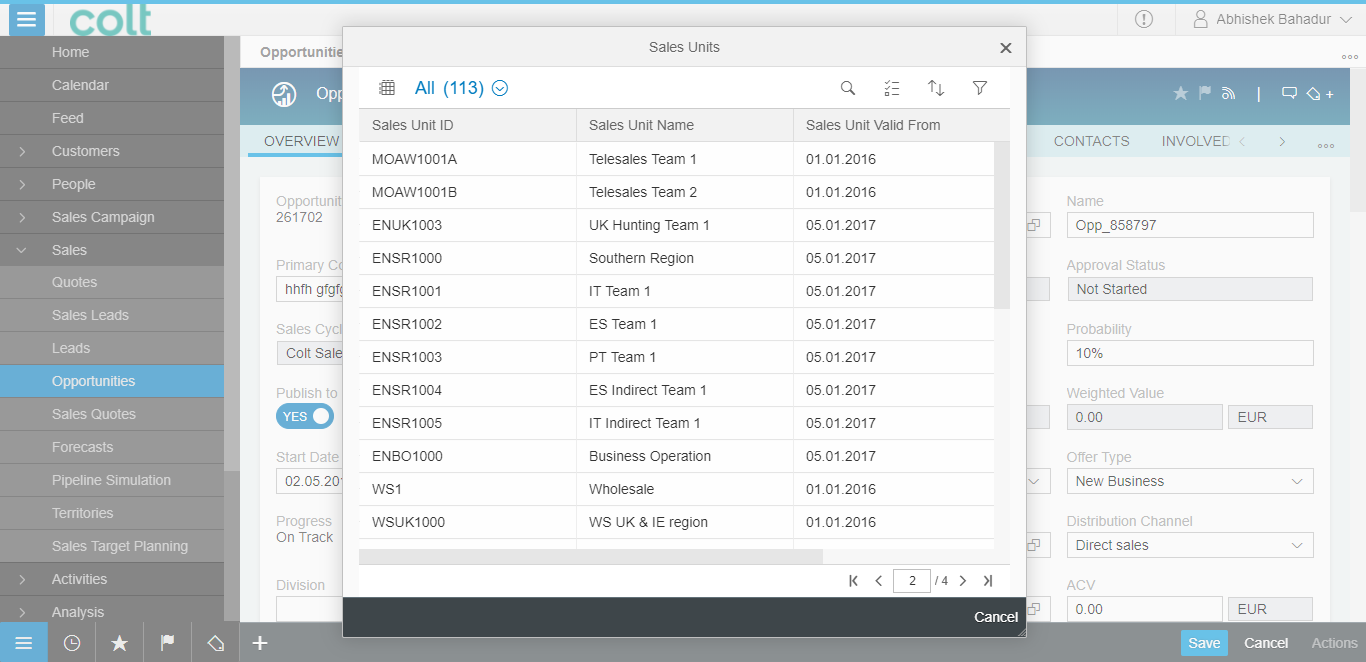 colt
Abhishek Bahadur
Home
Calendar
Feed
Customers
People
Sales Campaign
Sales
Quotes
Sales Leads
Leads
Opportunities
Sales Quotes
Forecasts
Pipeline Simulation
Territories
Sales Target Planning
Activities
Analysis
Opportunitie
Opp
OVERVIEW
CONTACTS
INVOLVED
Opportunit
261702
Primary Co
hhfh gfgfg
Sales Cycl
Colt Sale
Publish to
YES
Start Date
02.05.201
Progress
On Track
Division
Sales Units
All (113)
Sales Unit ID Sales Unit Name Sales Unit Valid From
MOAW1001A Telesales Team 1 01.01.2016
MOAW1001B Telesales Team 2 01.01.2016
ENUK1003 UK Hunting Team 1 05.01.2017
ENSR1000 Southern Region 05.01.2017
ENSR1001 IT Team 1 05.01.2017
ENSR1002 ES Team 1 05.01.2017
ENSR1003 PT Team 1 05.01.2017
ENSR1004 ES Indirect Team 1 05.01.2017
ENSR1005 IT Indirect Team 1 05.01.2017
ENBO1000 Business Operation 05.01.2017
WS1 Wholesale 01.01.2016
WSUK1000 WS UK & IE region 01.01.2016
2 / 4
Cancel
Name
Opp_858797
Approval Status
Not Started
Probability
10%
Weighted Value
0.00 EUR
Offer Type
New Business
Distribution Channel
Direct sales
ACV
0.00 EUR
Save Cancel Actions